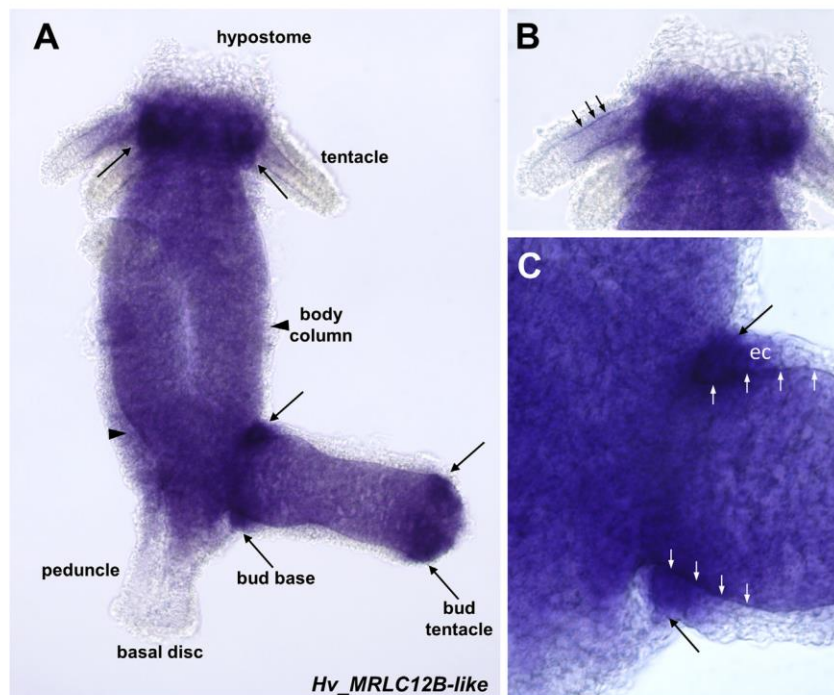 A
hypostome
tentacle
body
column
peduncle
bud base
bud
tentacle
basal disc
Hv_MRLC12B-like
B
C
ec